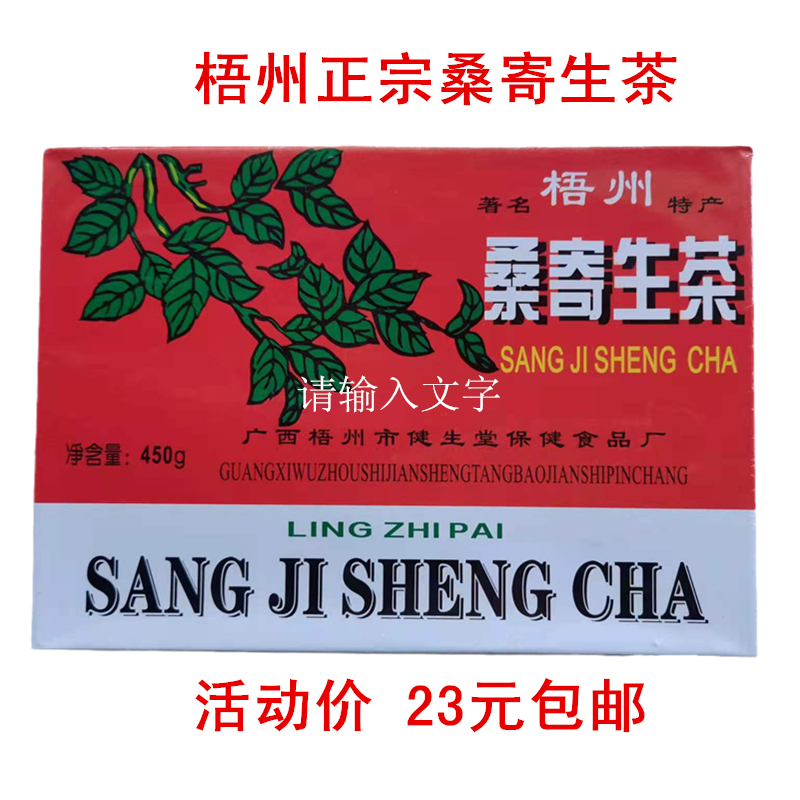 梧州正宗桑寄生茶
著名 梧州 特产
桑寄生茶
SANG JI SHENG CHA
请输入文字
广西梧州市健生堂保健食品厂
净含量：450g
GUANGXIWUZHOUSHIJIANSHENGTANGBAOJIANSHIPINCHANG
LING ZHI PAI
SANG JI SHENG CHA
活动价 23元包邮